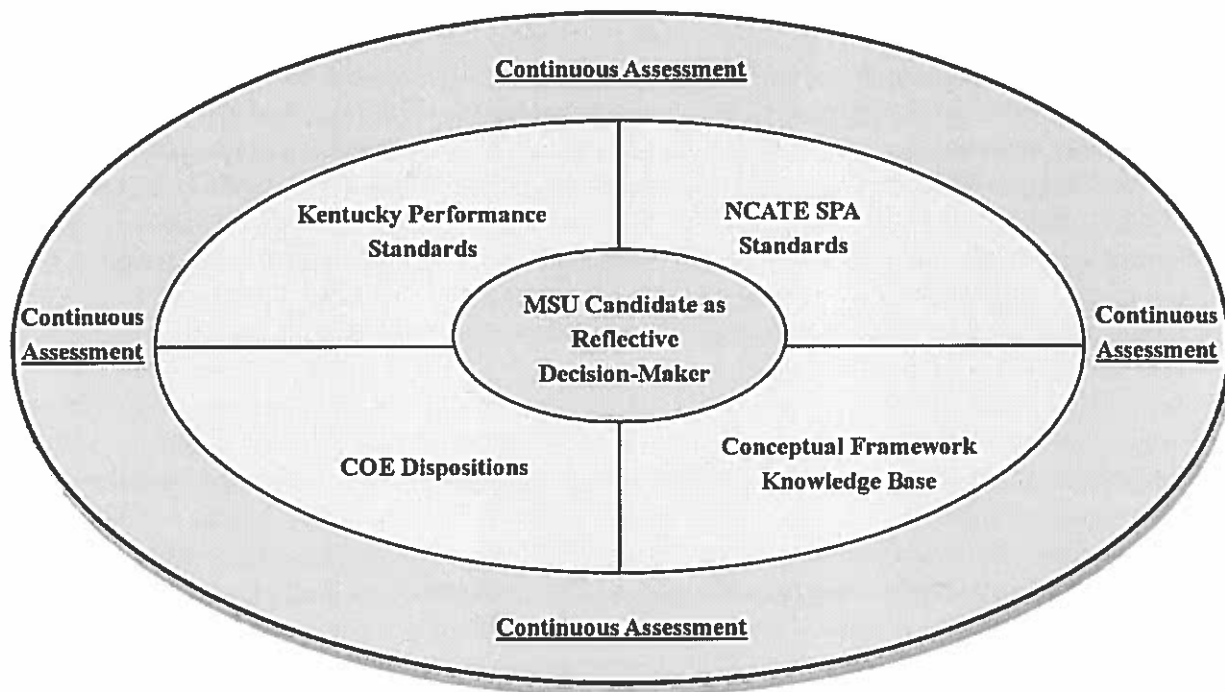 Continuous Assessment
Kentucky Performance
Standards
NCATE SPA
Standards
Continuous
Assessment
MSU Candidate as
Reflective
Decision-Maker
Continuous
Assessment
COE Dispositions
Conceptual Framework
Knowledge Base
Continuous Assessment